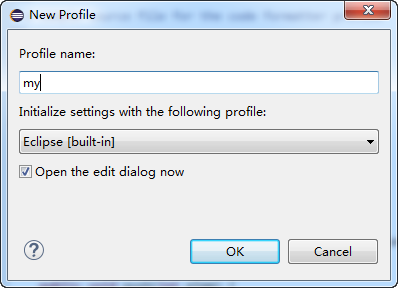 New Profile
Profile name:
my
Initialize settings with the following profile:
Eclipse [built-in]
Open the edit dialog now
?
OK
Cancel